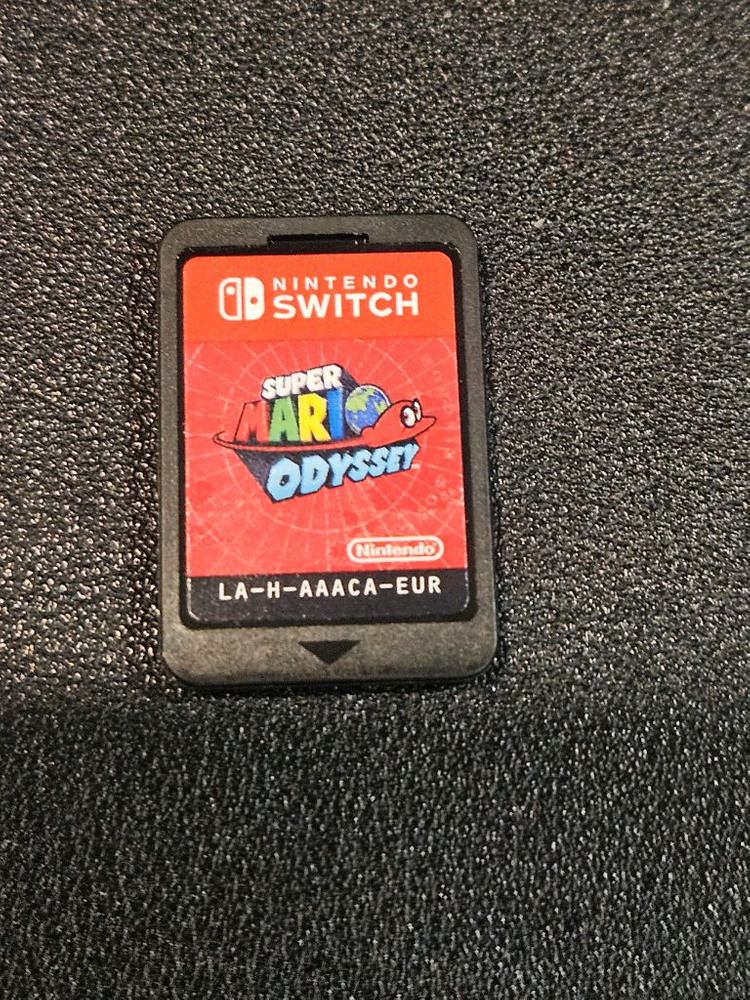 NINTENDO
SWITCH
SUPER
MARIO
ODYSSEY
Nintendo
LA-H-AAACA-EUR